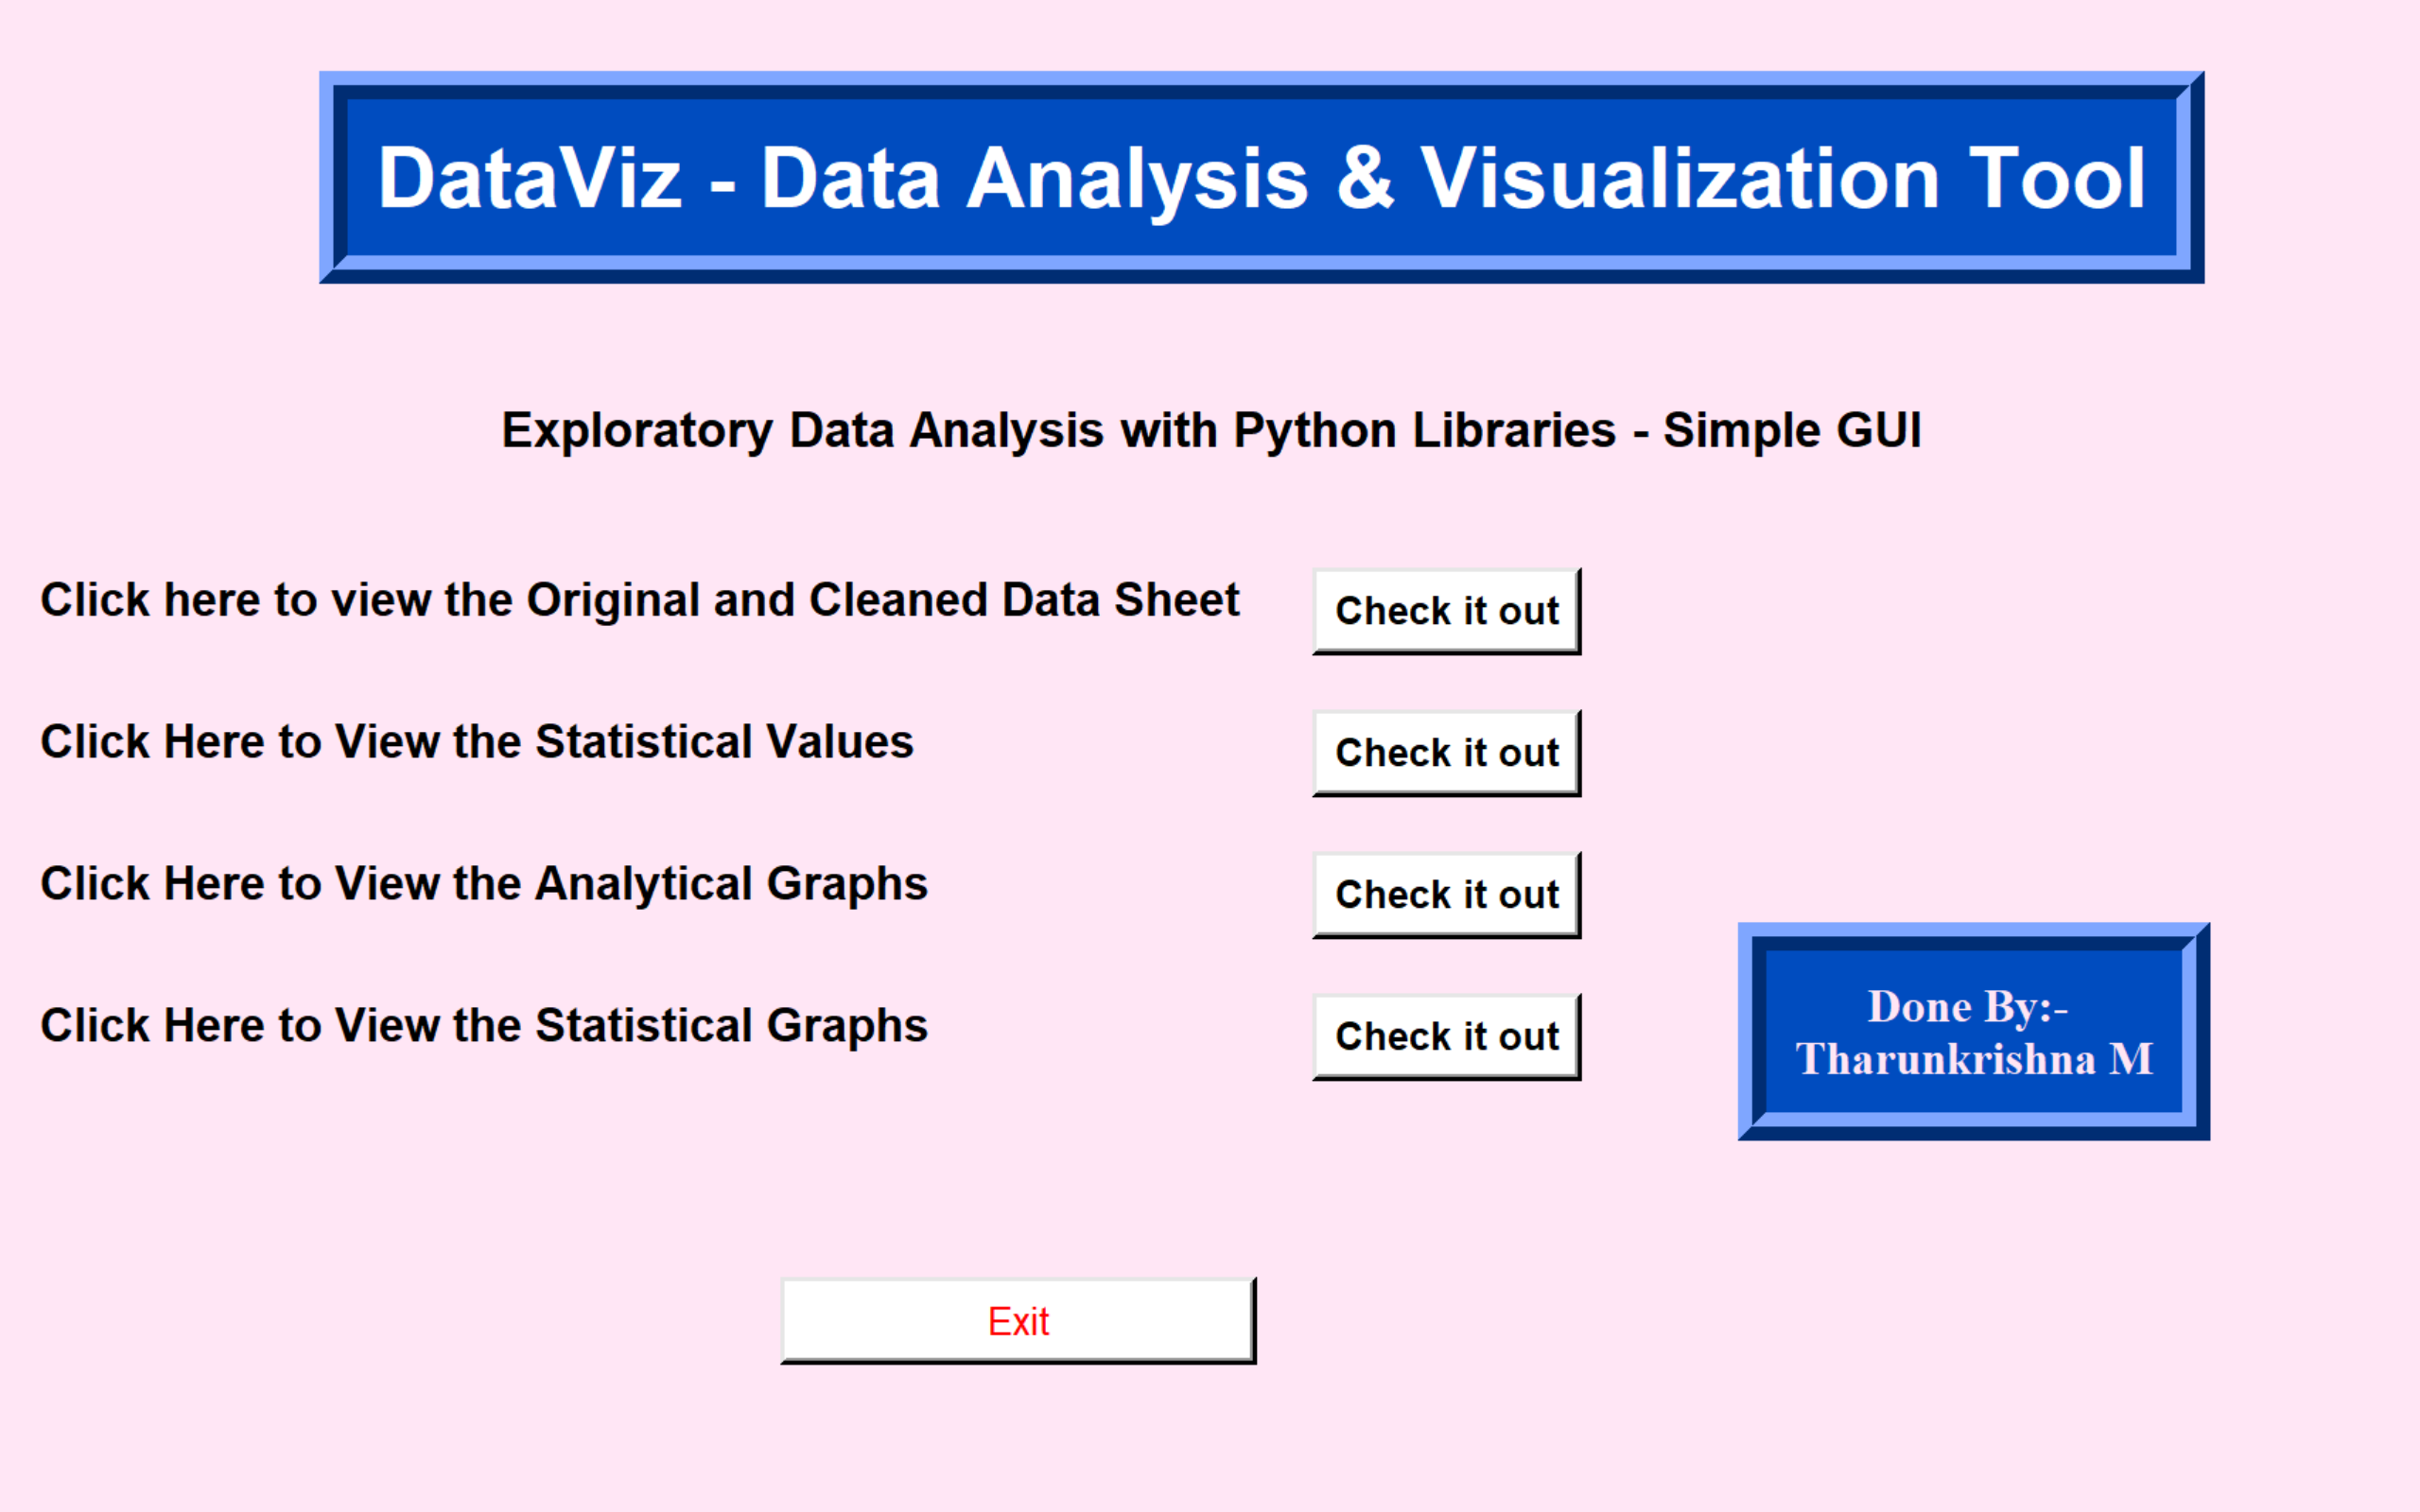 DataViz - Data Analysis & Visualization Tool
Exploratory Data Analysis with Python Libraries - Simple GUI
Click here to view the Original and Cleaned Data Sheet
Check it out
Click Here to View the Statistical Values
Check it out
Click Here to View the Analytical Graphs
Check it out
Click Here to View the Statistical Graphs
Check it out
Done By:-
Tharunkrishna M
Exit